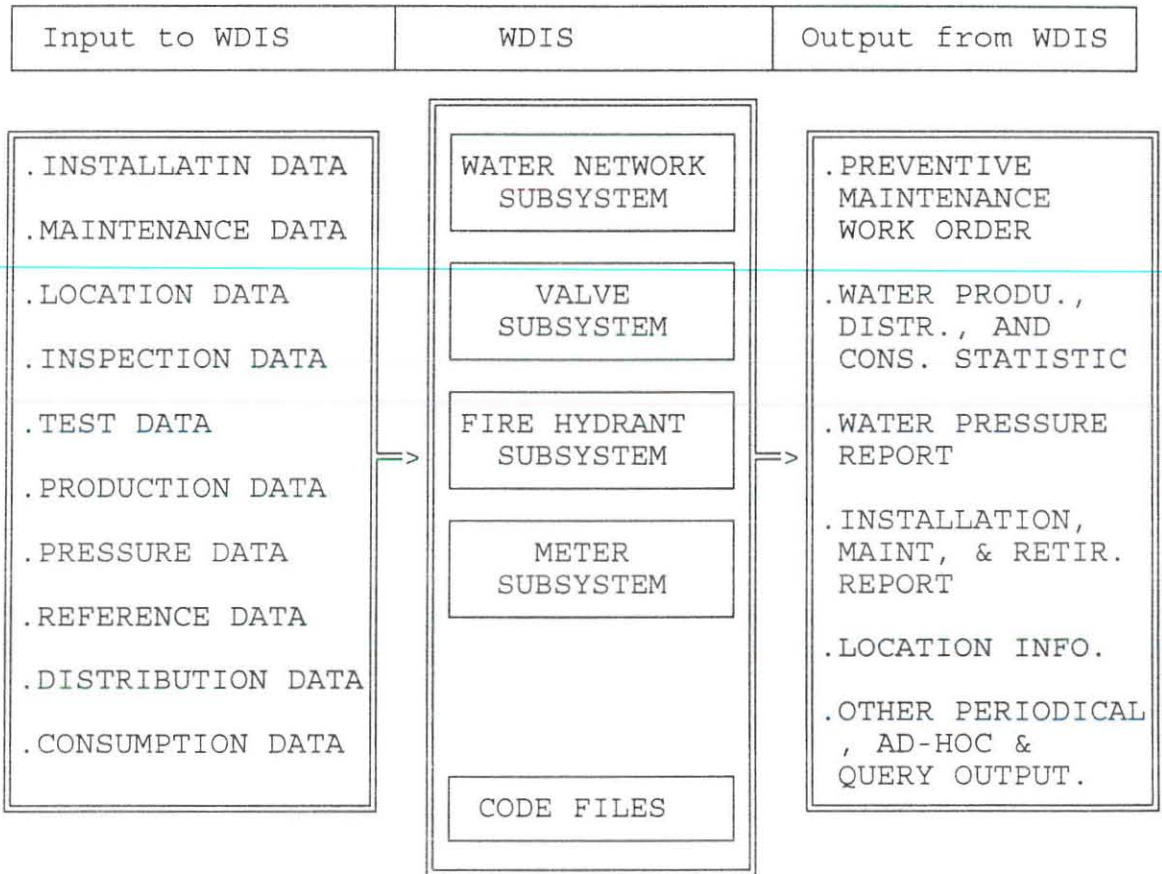 Input to WDIS
WDIS
Output from WDIS
.INSTALLATIN DATA
.MAINTENANCE DATA
.LOCATION DATA
.INSPECTION DATA
.TEST DATA
.PRODUCTION DATA
.PRESSURE DATA
.REFERENCE DATA
.DISTRIBUTION DATA
.CONSUMPTION DATA
=>
WATER NETWORK
SUBSYSTEM
VALVE
SUBSYSTEM
FIRE HYDRANT
SUBSYSTEM
METER
SUBSYSTEM
CODE FILES
=>
.PREVENTIVE
MAINTENANCE
WORK ORDER
.WATER PRODU.,
DISTR., AND
CONS. STATISTIC
.WATER PRESSURE
REPORT
.INSTALLATION,
MAINT, & RETIR.
REPORT
.LOCATION INFO.
.OTHER PERIODICAL
, AD-HOC &
QUERY OUTPUT.